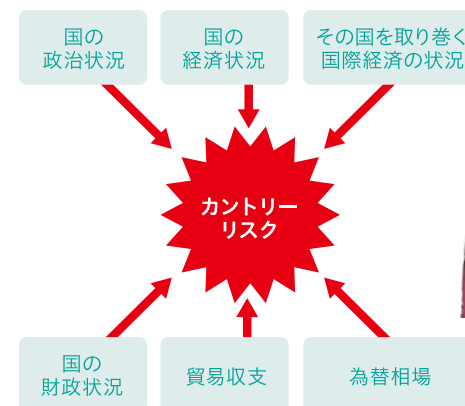 国の
政治状況
国の
経済状況
その国を取り巻く
国際経済の状況
カントリー
リスク
国の
財政状況
貿易収支
為替相場